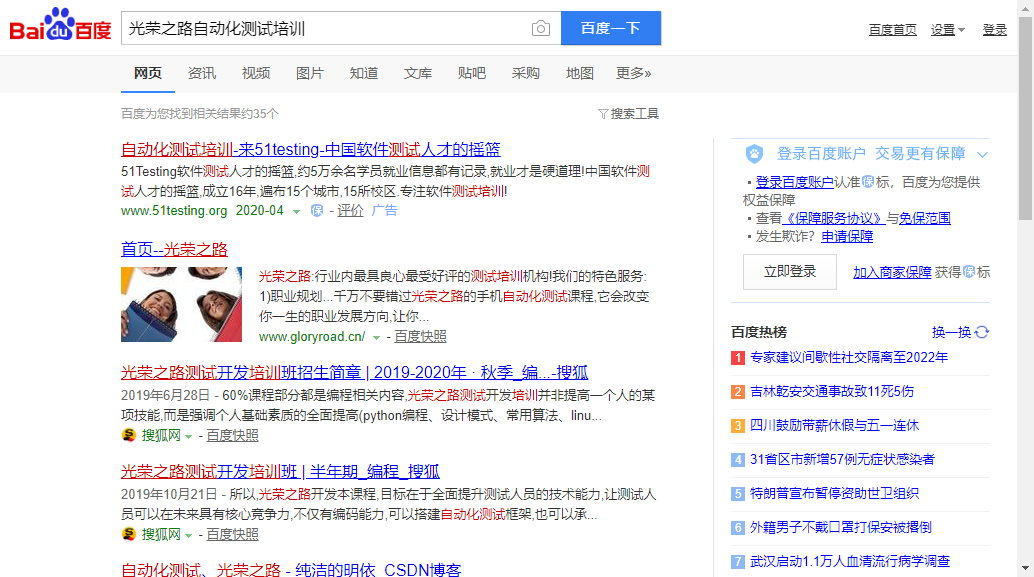 Bai du 百度
光荣之路自动化测试培训
百度一下
百度首页 设置 登录
网页 资讯 视频 图片 知道 文库 贴吧 采购 地图 更多»
百度为您找到相关结果约35个
搜索工具
自动化测试培训-来51testing-中国软件测试人才的摇篮
51Testing软件测试人才的摇篮,约5万余名学员就业信息都有记录,就业才是硬道理!中国软件测
试人才的摇篮,成立16年,遍布15个城市,15所校区.专注软件测试培训!
www.51testing.org 2020-04 保 - 评价 广告
首页--光荣之路
光荣之路:行业内最具良心最受好评的测试培训机构!我们的特色服务:
1)职业规划...千万不要错过光荣之路的手机自动化测试课程,它会改变
你一生的职业发展方向,让你...
www.gloryroad.cn/ - 百度快照
光荣之路测试开发培训班招生简章 | 2019-2020年 · 秋季_编...-搜狐
2019年6月28日 - 60%课程部分都是编程相关内容,光荣之路测试开发培训并非提高一个人的某
项技能,而是强调个人基础素质的全面提高(python编程、设计模式、常用算法、linu...
搜狐网 - 百度快照
光荣之路测试开发培训班 | 半年期_编程_搜狐
2019年10月21日 - 所以,光荣之路开发本课程,目标在于全面提升测试人员的技术能力,让测试人
员可以在未来具有核心竞争力,不仅有编码能力,可以搭建自动化测试框架,也可以承...
搜狐网 - 百度快照
自动化测试、光荣之路 - 纯洁的明依_CSDN博客
登录百度账户 交易更有保障
▪ 登录百度账户认准保标，百度为您提供
权益保障
▪ 查看《保障服务协议》与免保范围
▪ 发生欺诈？申请保障
立即登录 加入商家保障 获得保标
百度热榜 换一换
1 专家建议间歇性社交隔离至2022年
2 吉林乾安交通事故致11死5伤
3 四川鼓励带薪休假与五一连休
4 31省区市新增57例无症状感染者
5 特朗普宣布暂停资助世卫组织
6 外籍男子不戴口罩打保安被撂倒
7 武汉启动1.1万人血清流行病学调查